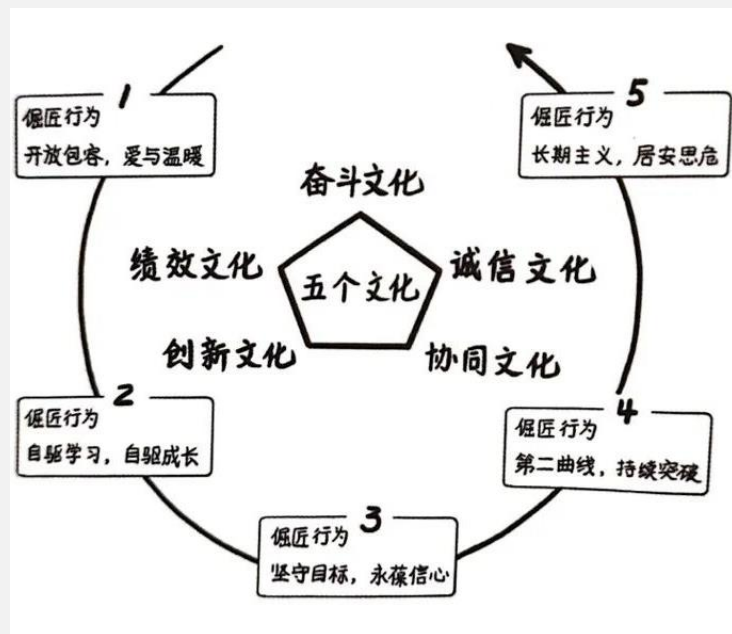 1
倔匠行为
开放包容，爱与温暖
5
倔匠行为
长期主义，居安思危
奋斗文化
绩效文化
诚信文化
五个文化
创新文化
协同文化
2
倔匠行为
自驱学习，自驱成长
4
倔匠行为
第二曲线，持续突破
3
倔匠行为
坚守目标，永葆信心